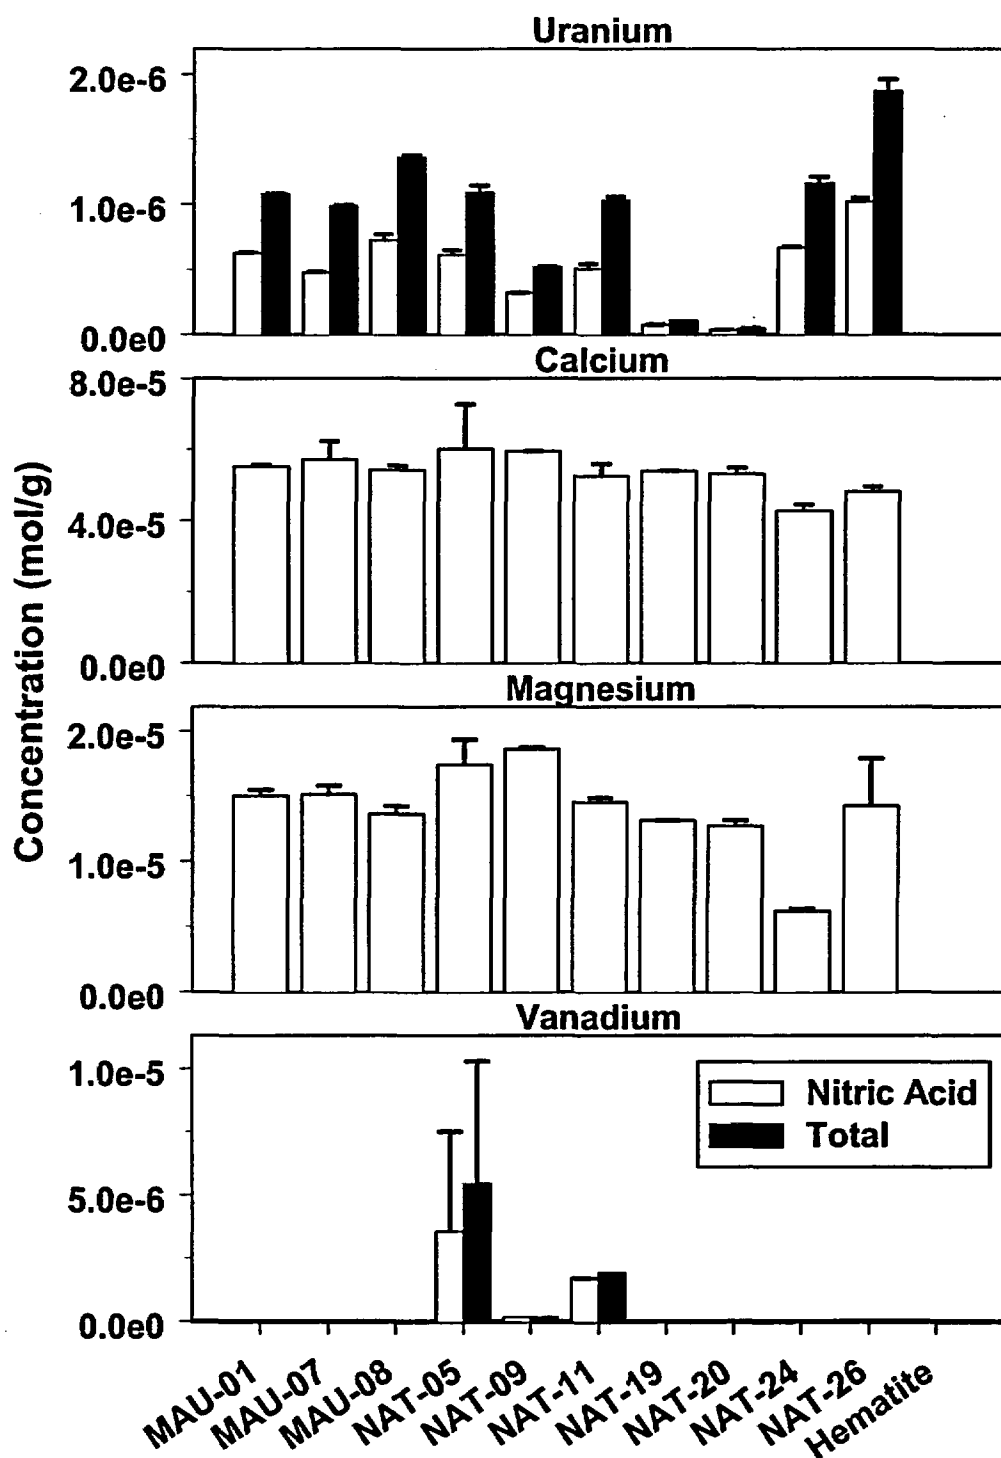 Uranium
2.0e-6
1.0e-6
0.0e0
Calcium
8.0e-5
4.0e-5
0.0e0
Magnesium
2.0e-5
1.0e-5
0.0e0
Vanadium
1.0e-5
5.0e-6
0.0e0
Concentration (mol/g)
Nitric Acid
Total
MAU-01
MAU-07
MAU-08
NAT-05
NAT-09
NAT-11
NAT-19
NAT-20
NAT-24
NAT-26
Hematite